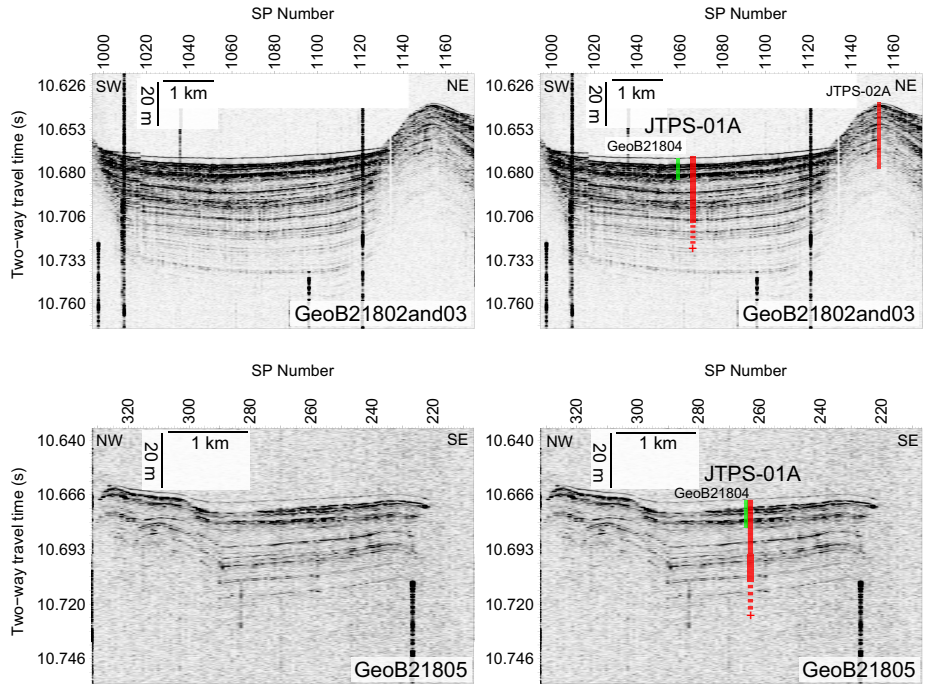 SP Number
SP Number
1000 1020 1040 1060 1080 1100 1120 1140 1160
1000 1020 1040 1060 1080 1100 1120 1140 1160
Two-way travel time (s)
10.626
10.653
10.680
10.706
10.733
10.760
SW
20 m
1 km
NE
GeoB21802and03
10.626
10.653
10.680
10.706
10.733
10.760
SW
20 m
1 km
NE
JTPS-02A
JTPS-01A
GeoB21804
GeoB21802and03
SP Number
SP Number
320 300 280 260 240 220
320 300 280 260 240 220
Two-way travel time (s)
10.640
10.666
10.693
10.720
10.746
NW
20 m
1 km
SE
GeoB21805
10.640
10.666
10.693
10.720
10.746
NW
20 m
1 km
SE
JTPS-01A
GeoB21804
GeoB21805